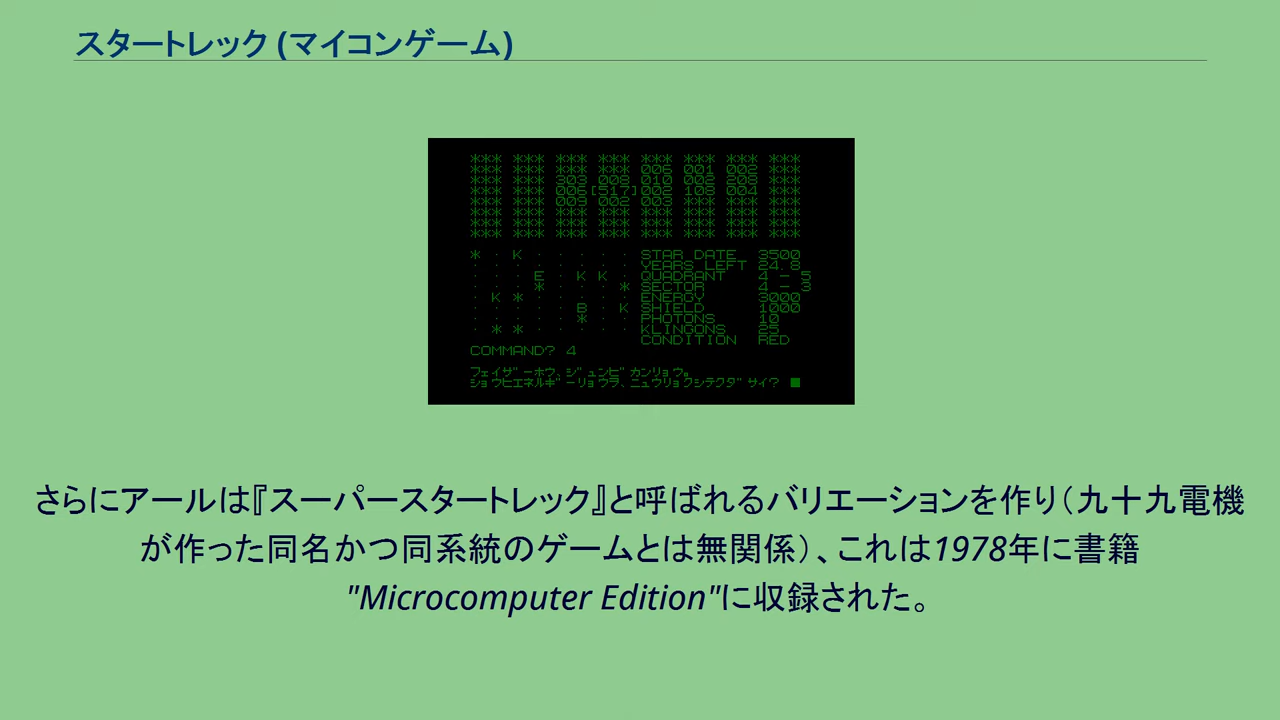 スタートレック (マイコンゲーム)
*** *** *** *** *** *** *** ***
*** *** *** *** 006 001 002 ***
*** *** 303 008 010 002 208 ***
*** *** 006[517]002 108 004 ***
*** *** 009 002 003 *** *** ***
*** *** *** *** *** *** *** ***
*** *** *** *** *** *** *** ***
*** *** *** *** *** *** *** ***
* · K · · · · · STAR DATE 3500
· · · · · · · · YEARS LEFT 24.8
· · · E · K K · QUADRANT 4 - 5
· · · * · · · * SECTOR 4 - 3
· K * · · · · · ENERGY 3000
· · · · · B · K SHIELD 1000
· · · · · * · · PHOTONS 10
· * * · · · · · KLINGONS 25
CONDITION RED
COMMAND? 4
フェイザ゛ーホウ、シ゛ュンヒ゛カンリョウ。
ショウヒエネルキ゛ーリョウヲ、ニュウリョクシテクタ゛サイ?
さらにアールは『スーパースタートレック』と呼ばれるバリエーションを作り（九十九電機
が作った同名かつ同系統のゲームとは無関係）、これは1978年に書籍
"Microcomputer Edition"に収録された。